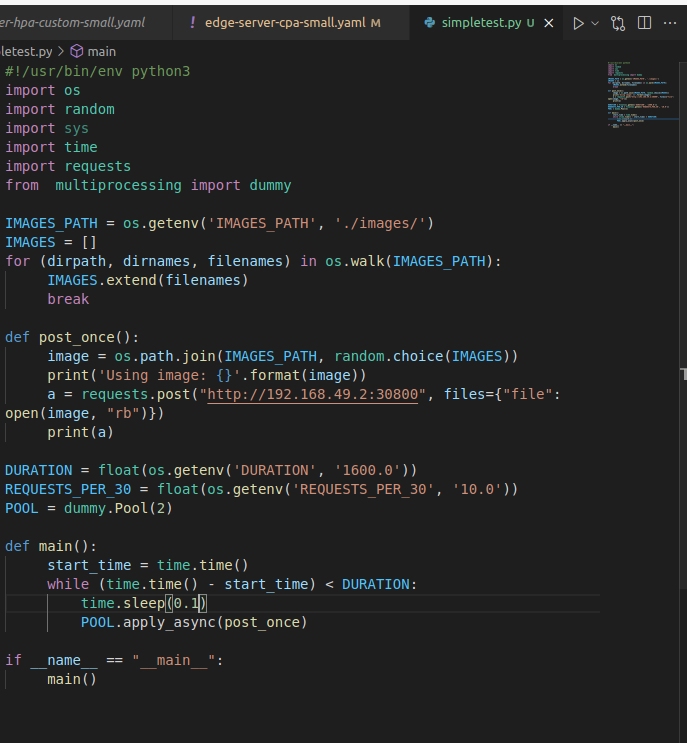 er-hpa-custom-small.yaml ! edge-server-cpa-small.yaml M simpletest.py U
letest.py > main
#!/usr/bin/env python3
import os
import random
import sys
import time
import requests
from  multiprocessing import dummy
IMAGES_PATH = os.getenv('IMAGES_PATH', './images/')
IMAGES = []
for (dirpath, dirnames, filenames) in os.walk(IMAGES_PATH):
    IMAGES.extend(filenames)
    break
def post_once():
    image = os.path.join(IMAGES_PATH, random.choice(IMAGES))
    print('Using image: {}'.format(image))
    a = requests.post("http://192.168.49.2:30800", files={"file":
open(image, "rb")})
    print(a)
DURATION = float(os.getenv('DURATION', '1600.0'))
REQUESTS_PER_30 = float(os.getenv('REQUESTS_PER_30', '10.0'))
POOL = dummy.Pool(2)
def main():
    start_time = time.time()
    while (time.time() - start_time) < DURATION:
        time.sleep(0.1)
        POOL.apply_async(post_once)
if __name__ == "__main__":
    main()